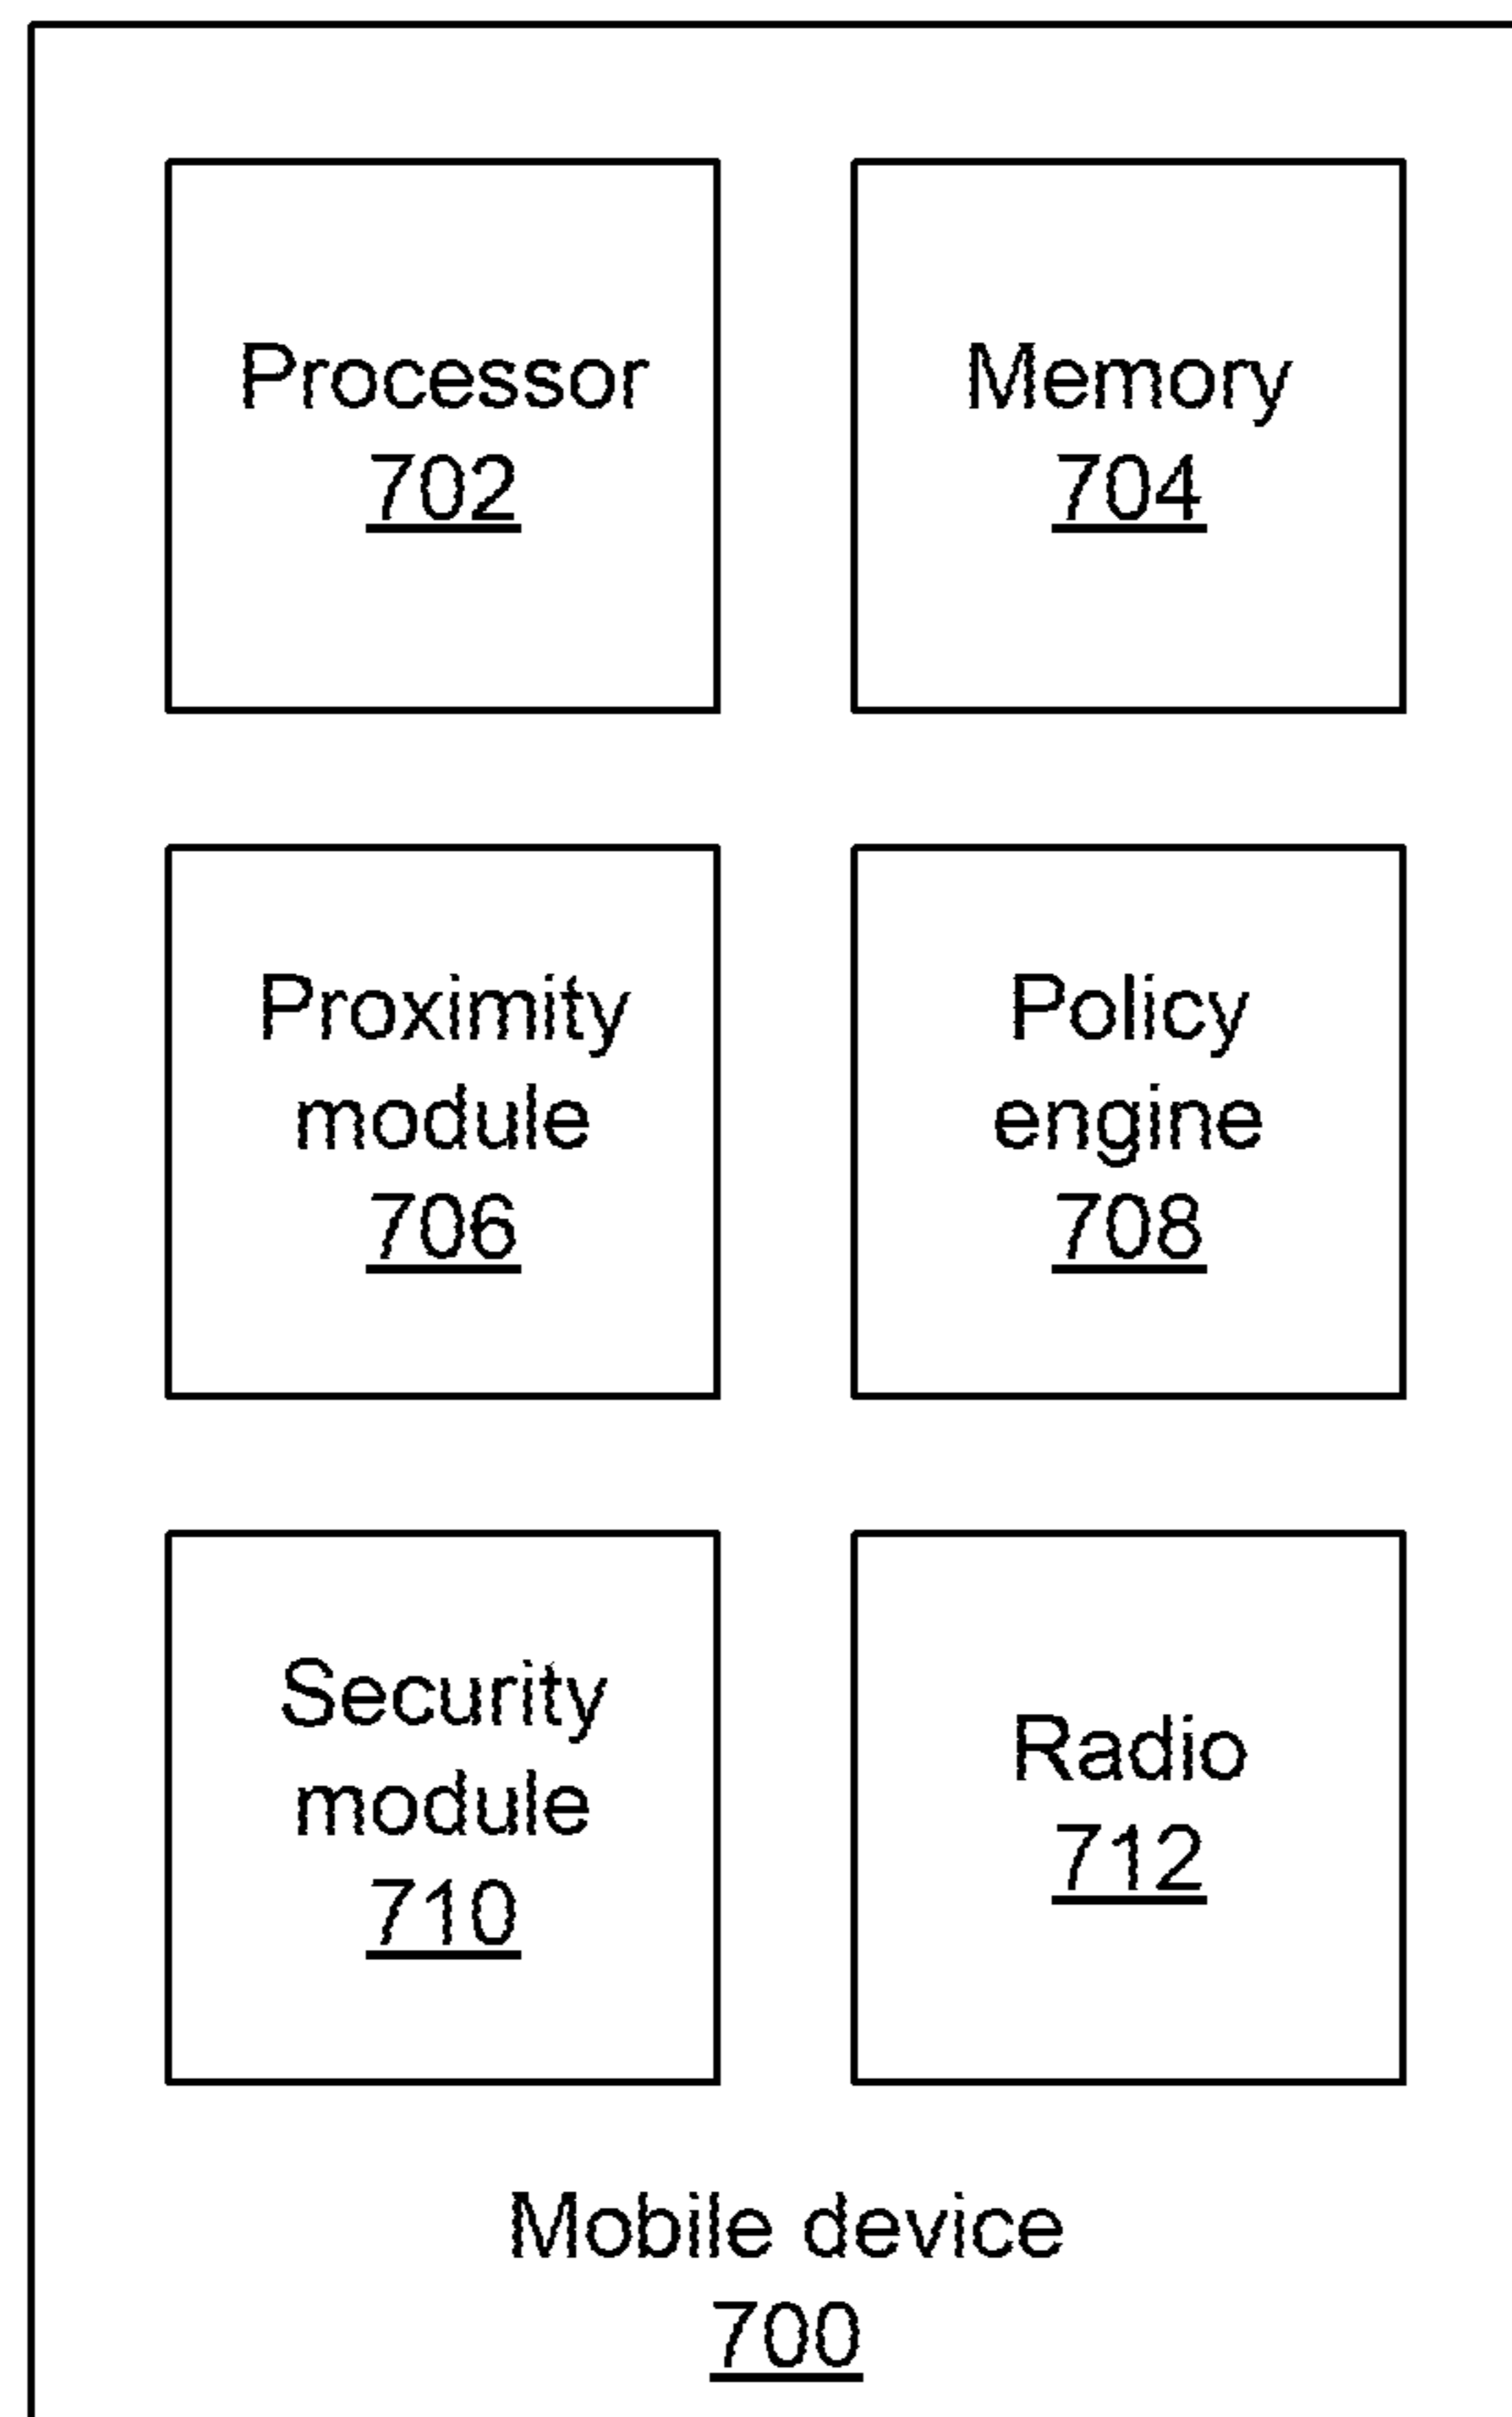 Processor
702
Memory
704
Proximity
module
706
Policy
engine
708
Security
module
710
Radio
712
Mobile device
700